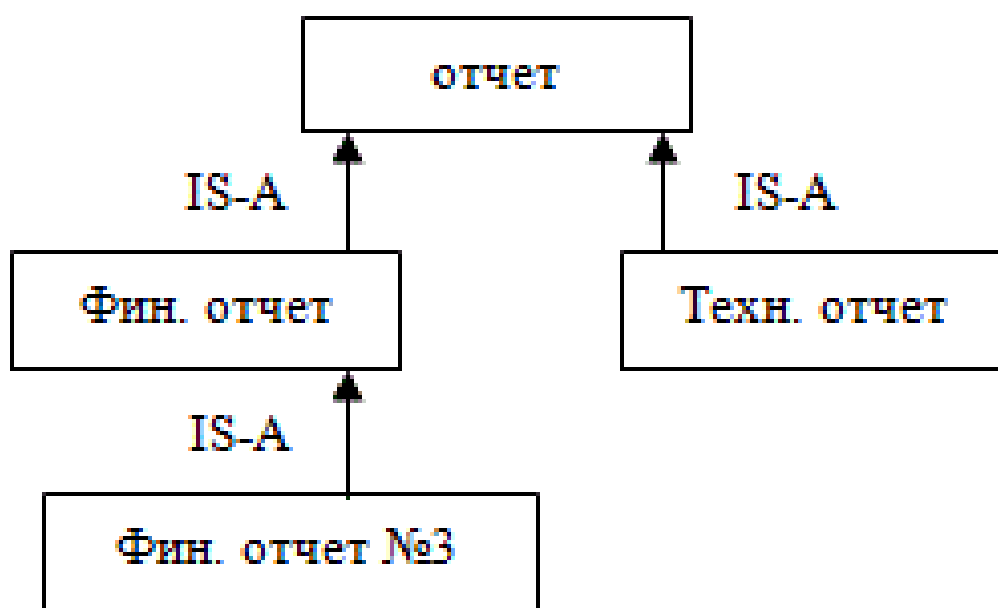 отчет
IS-A
IS-A
Фин. отчет
Техн. отчет
IS-A
Фин. отчет №3